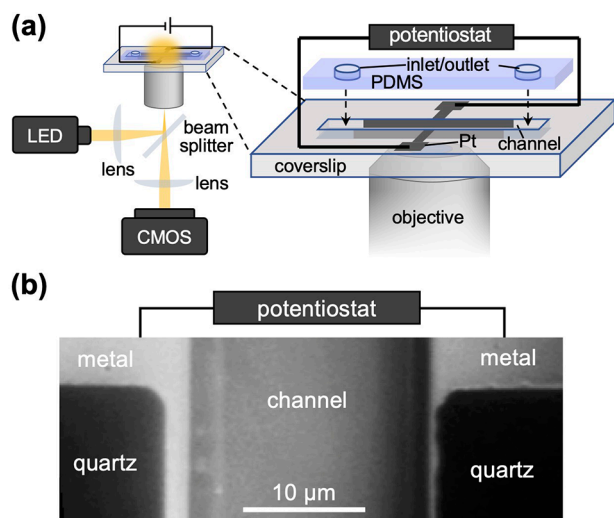 (a)
potentiostat
inlet/outlet
PDMS
LED
beam
splitter
lens
lens
CMOS
channel
Pt
coverslip
objective
(b)
potentiostat
metal
metal
channel
quartz
quartz
10 μm